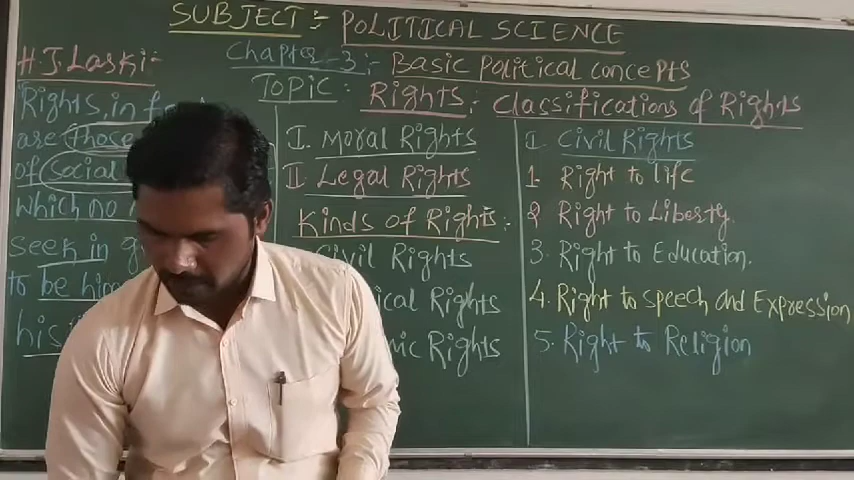 SUBJECT :- POLITICAL SCIENCE
Chapter - 3 :- BASIC POLITICAL CONCEPTS
TOPIC : RIGHTS : CLASSIFICATIONS of RIGHTS
H.J. Laski :-
Rights, in
are those
of social
which no
seek, in
to be him
his
I. MORAL RIGHTS
II LEGAL RIGHTS
KINDS of RIGHTS :
Civil Rights
Rights
Rights
I. CIVIL RIGHTS
1. RIGHT to life
2 RIGHT to LIBERTY.
3. RIGHT to EDUCATION.
4. RIGHT to SPEECH, AND EXPRESSION/
5. RIGHT to RELIGION